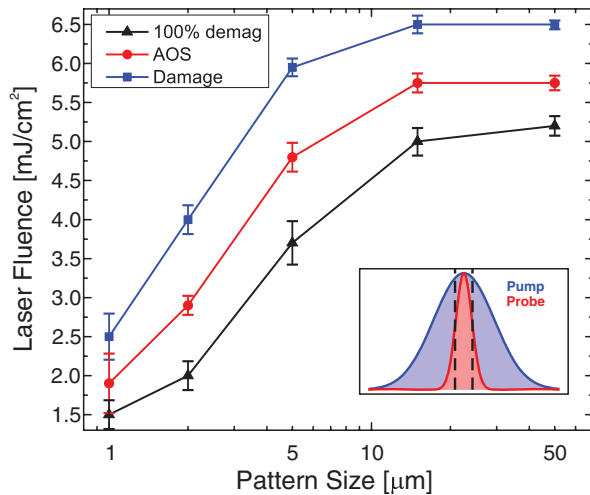 6.5
6.0
5.5
5.0
4.5
4.0
3.5
3.0
2.5
2.0
1.5
Laser Fluence [mJ/cm²]
100% demag
AOS
Damage
Pump
Probe
1 5 10 50
Pattern Size [μm]